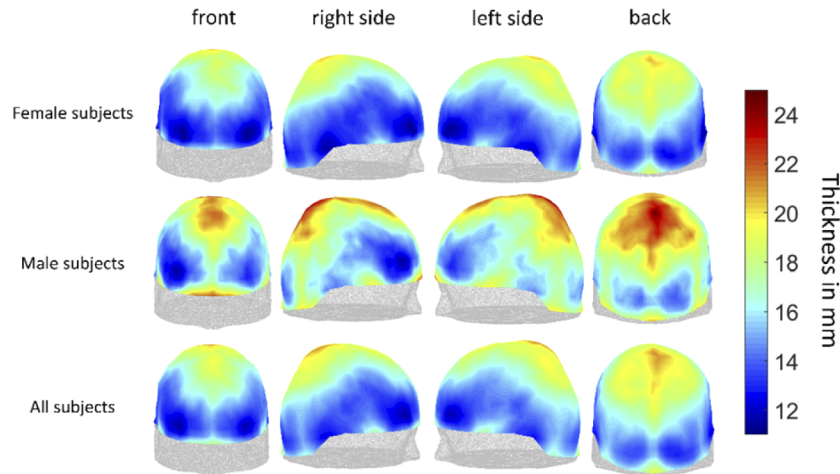 front right side left side back
Female subjects
Male subjects
All subjects
24
22
20
18
16
14
12
Thickness in mm